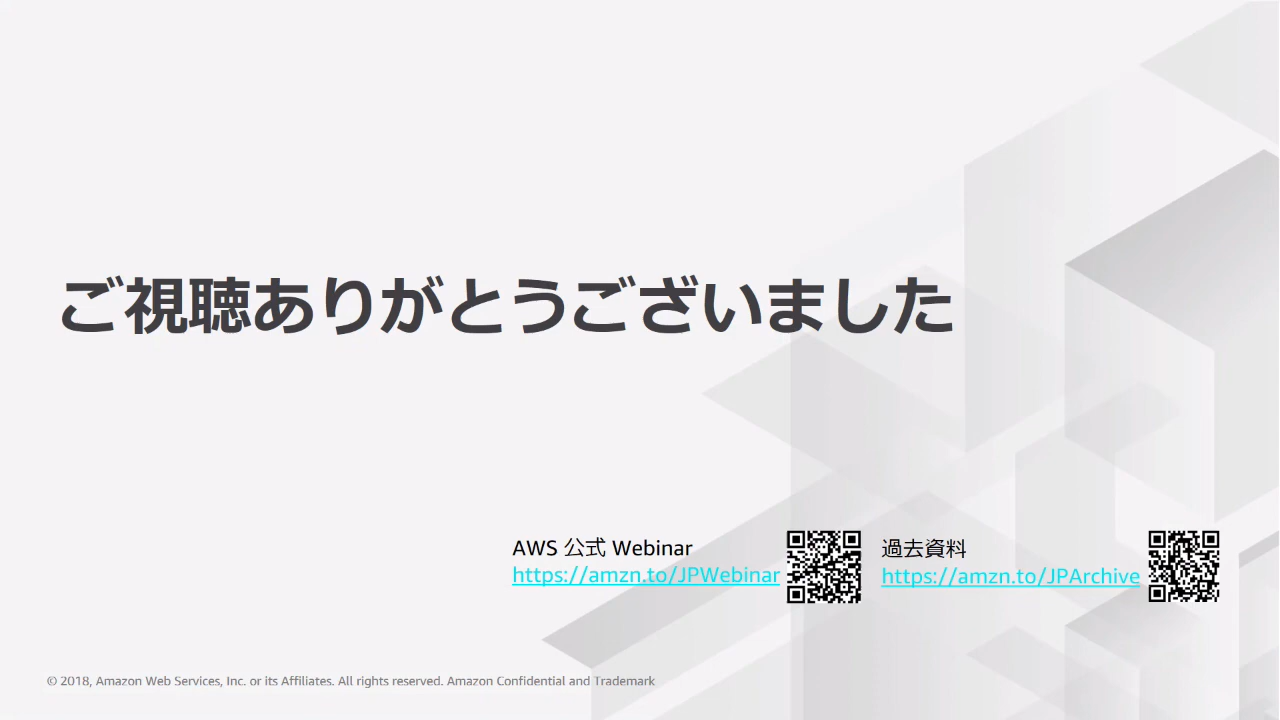 ご視聴ありがとうございました
AWS 公式 Webinar
https://amzn.to/JPWebinar
過去資料
https://amzn.to/JPArchive
© 2018, Amazon Web Services, Inc. or its Affiliates. All rights reserved. Amazon Confidential and Trademark